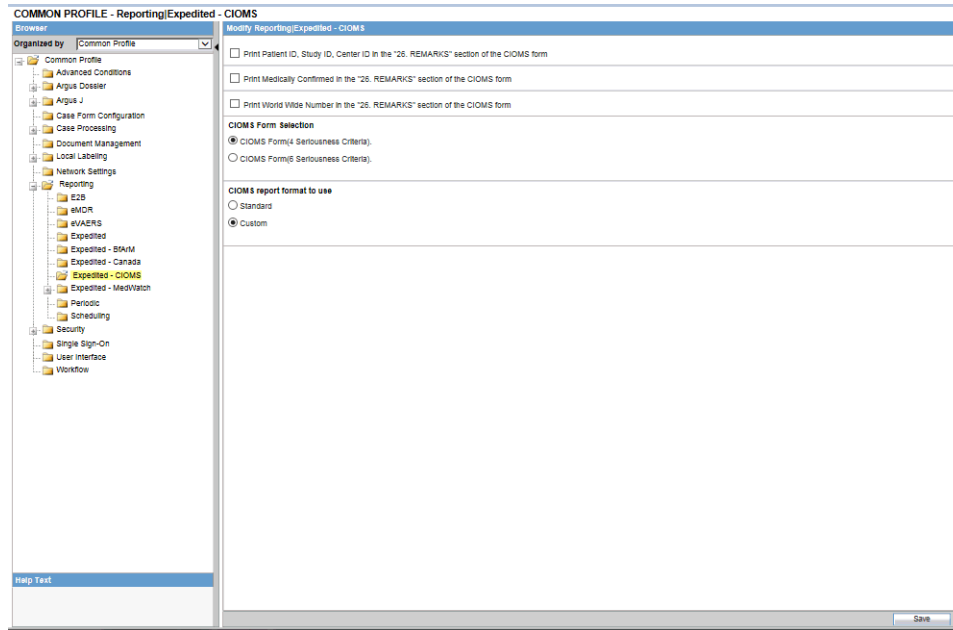 COMMON PROFILE - Reporting|Expedited - CIOMS
Browser
Organized by Common Profile
Common Profile
Advanced Conditions
Argus Dossier
Argus J
Case Form Configuration
Case Processing
Document Management
Local Labeling
Network Settings
Reporting
E2B
eMDR
eVAERS
Expedited
Expedited - BfArM
Expedited - Canada
Expedited - CIOMS
Expedited - MedWatch
Periodic
Scheduling
Security
Single Sign-On
User Interface
Workflow
Help Text
Modify Reporting|Expedited - CIOMS
Print Patient ID, Study ID, Center ID in the "26. REMARKS" section of the CIOMS form
Print Medically Confirmed in the "26. REMARKS" section of the CIOMS form
Print World Wide Number in the "26. REMARKS" section of the CIOMS form
CIOMS Form Selection
CIOMS Form(4 Seriousness Criteria).
CIOMS Form(6 Seriousness Criteria).
CIOMS report format to use
Standard
Custom
Save